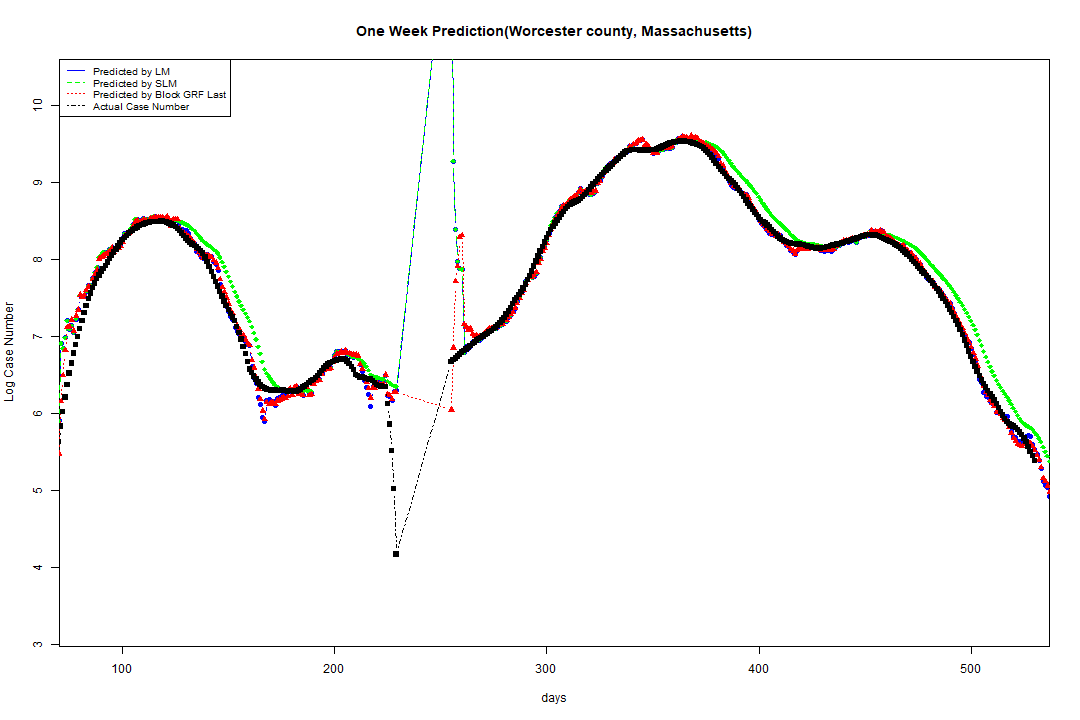 One Week Prediction(Worcester county, Massachusetts)
Predicted by LM
Predicted by SLM
Predicted by Block GRF Last
Actual Case Number
10
9
8
7
6
5
4
3
Log Case Number
100 200 300 400 500
days